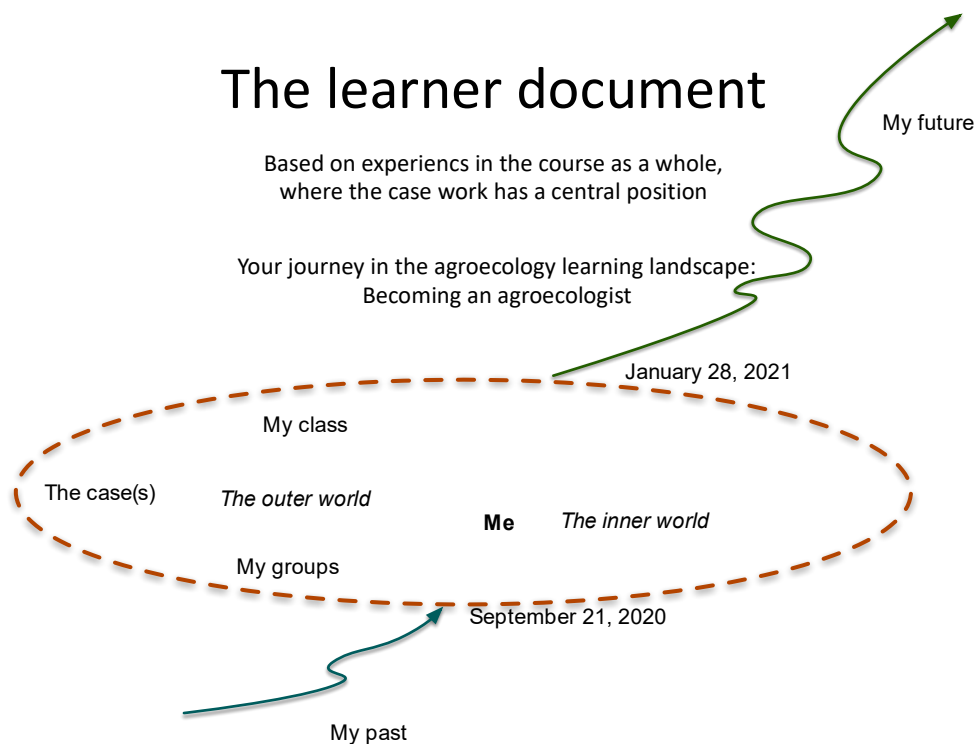 The learner document
My future
Based on experiencs in the course as a whole,
where the case work has a central position
Your journey in the agroecology learning landscape:
Becoming an agroecologist
January 28, 2021
My class
The case(s)
The outer world
Me
The inner world
My groups
September 21, 2020
My past